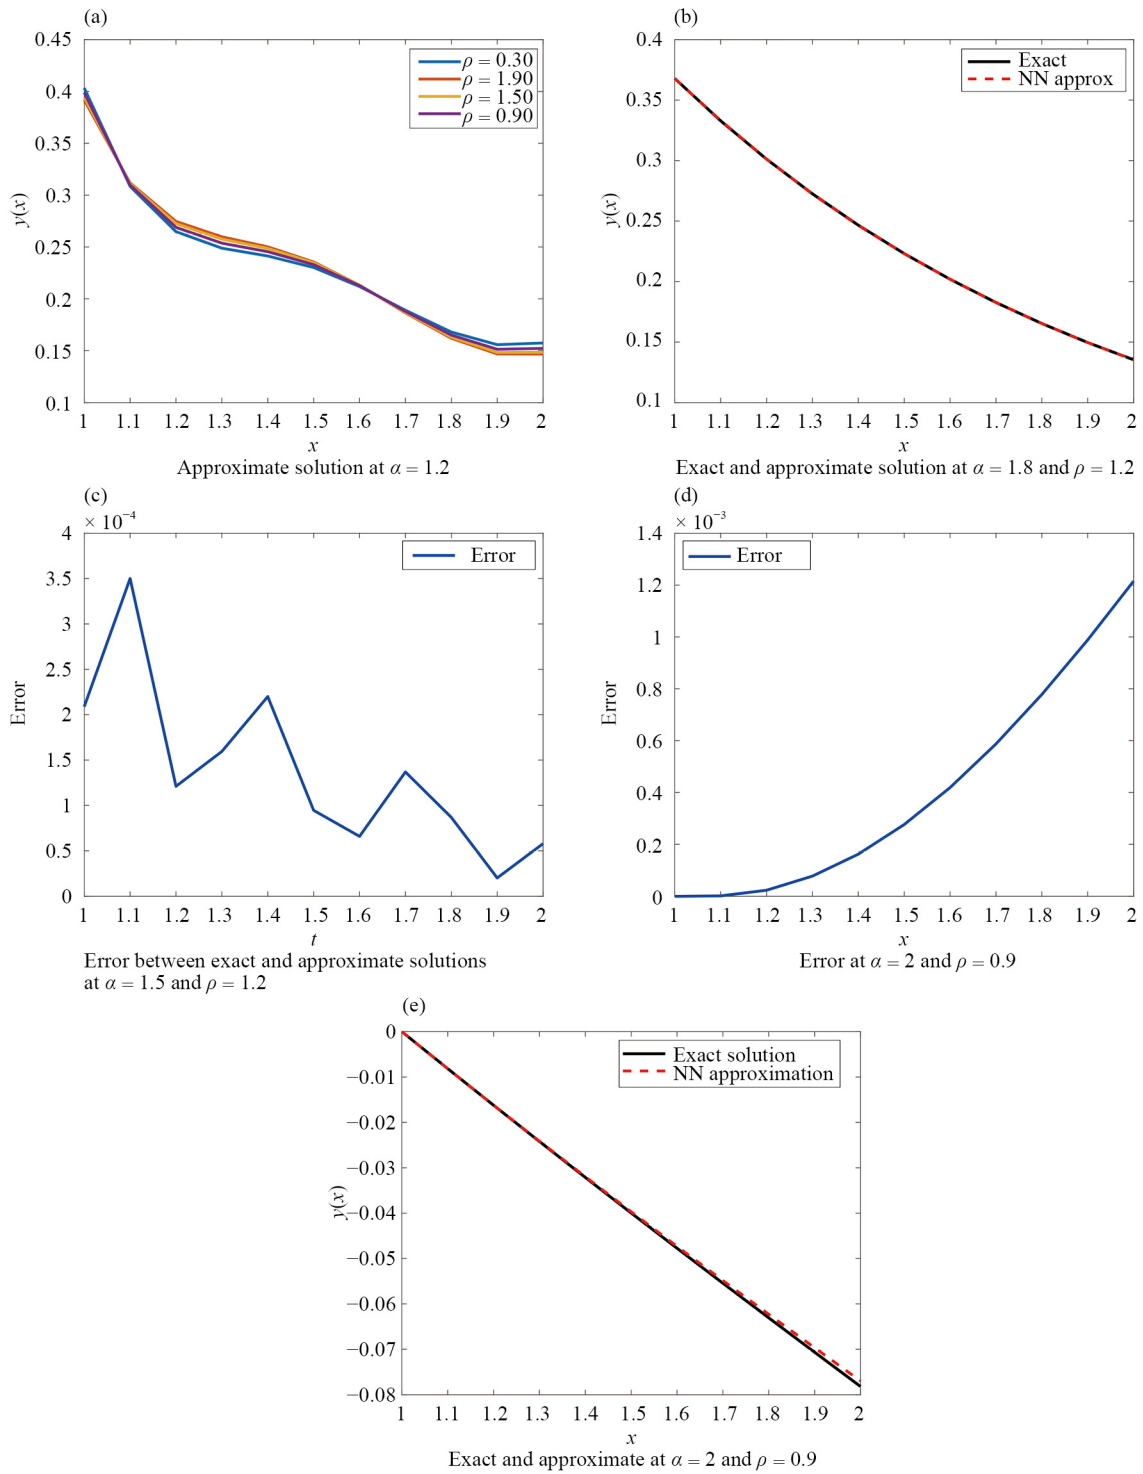 (a)
0.45
0.4
0.35
0.3
0.25
0.2
0.15
0.1
y(x)
ρ = 0.30
ρ = 1.90
ρ = 1.50
ρ = 0.90
1 1.1 1.2 1.3 1.4 1.5 1.6 1.7 1.8 1.9 2
x
Approximate solution at α = 1.2
(b)
0.4
0.35
0.3
0.25
0.2
0.15
0.1
y(x)
Exact
NN approx
1 1.1 1.2 1.3 1.4 1.5 1.6 1.7 1.8 1.9 2
x
Exact and approximate solution at α = 1.8 and ρ = 1.2
(c)
× 10⁻⁴
4
3.5
3
2.5
2
1.5
1
0.5
0
Error
Error
1 1.1 1.2 1.3 1.4 1.5 1.6 1.7 1.8 1.9 2
t
Error between exact and approximate solutions
at α = 1.5 and ρ = 1.2
(d)
× 10⁻³
1.4
1.2
1
0.8
0.6
0.4
0.2
0
Error
Error
1 1.1 1.2 1.3 1.4 1.5 1.6 1.7 1.8 1.9 2
x
Error at α = 2 and ρ = 0.9
(e)
0
−0.01
−0.02
−0.03
−0.04
−0.05
−0.06
−0.07
−0.08
y(x)
Exact solution
NN approximation
1 1.1 1.2 1.3 1.4 1.5 1.6 1.7 1.8 1.9 2
x
Exact and approximate at α = 2 and ρ = 0.9